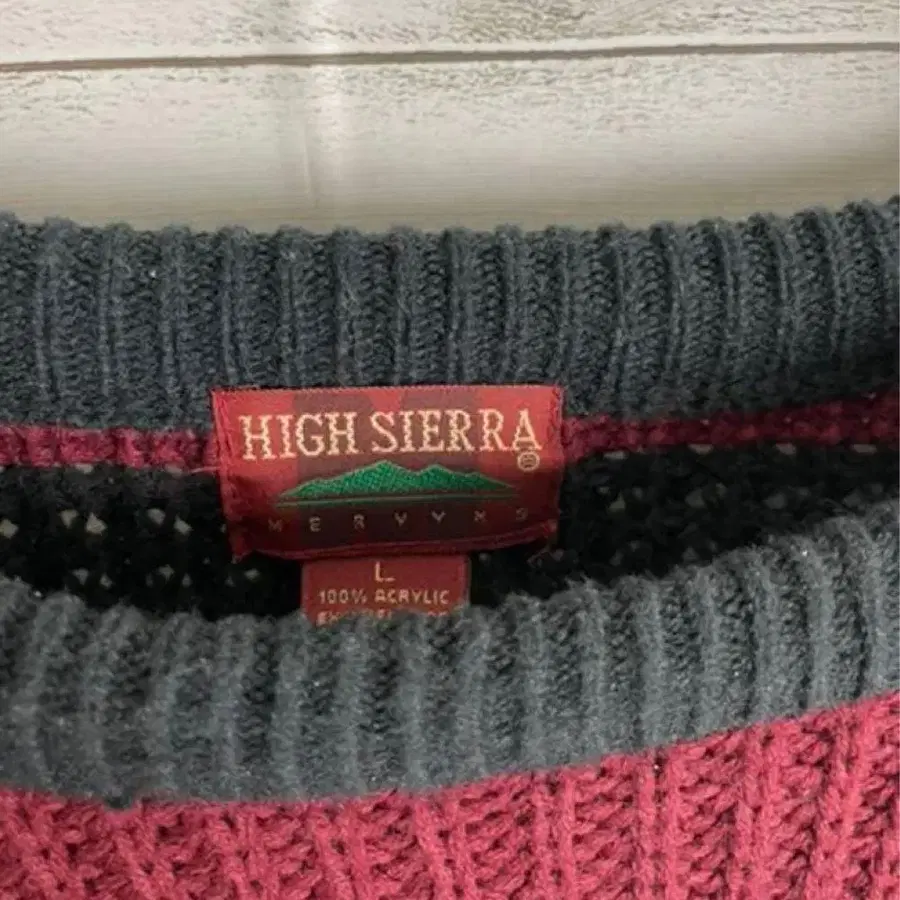 HIGH SIERRA
®
MERVYNS
L
100% ACRYLIC